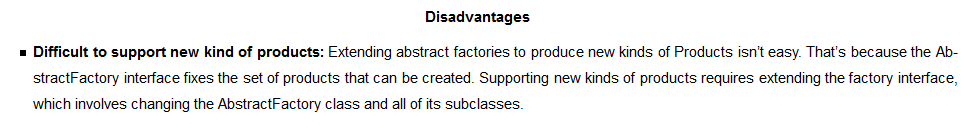 Disadvantages
▪ Difficult to support new kind of products: Extending abstract factories to produce new kinds of Products isn't easy. That's because the Ab-
stractFactory interface fixes the set of products that can be created. Supporting new kinds of products requires extending the factory interface,
which involves changing the AbstractFactory class and all of its subclasses.